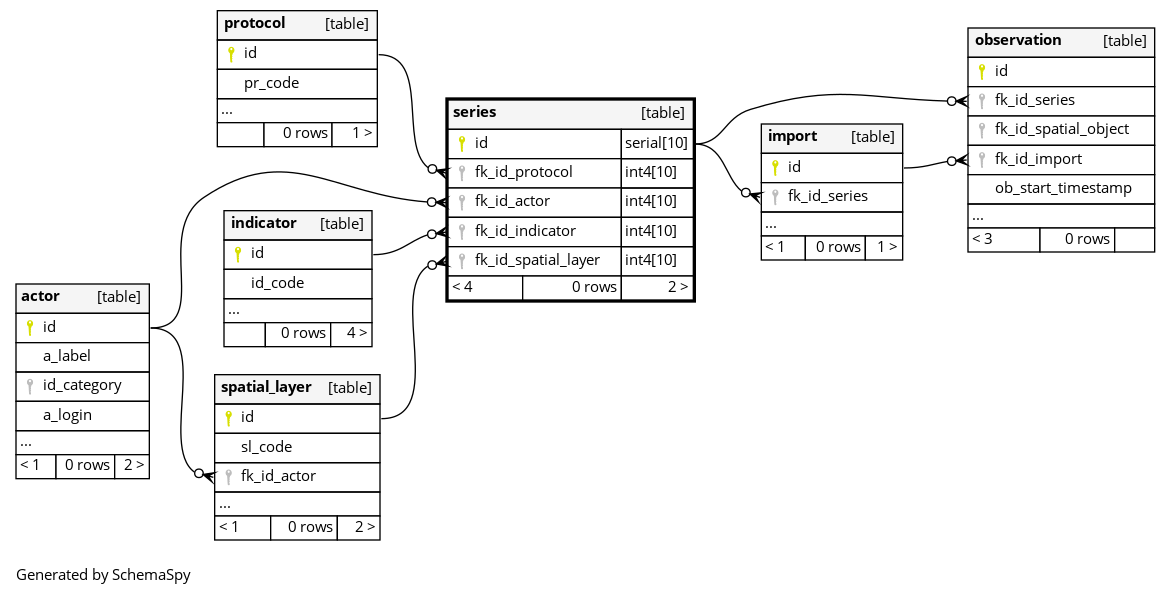 protocol [table]
id
pr_code
...
0 rows 1 >
series [table]
id serial[10]
fk_id_protocol int4[10]
fk_id_actor int4[10]
fk_id_indicator int4[10]
fk_id_spatial_layer int4[10]
< 4 0 rows 2 >
observation [table]
id
fk_id_series
fk_id_spatial_object
fk_id_import
ob_start_timestamp
...
< 3 0 rows
import [table]
id
fk_id_series
...
< 1 0 rows 1 >
indicator [table]
id
id_code
...
0 rows 4 >
actor [table]
id
a_label
id_category
a_login
...
< 1 0 rows 2 >
spatial_layer [table]
id
sl_code
fk_id_actor
...
< 1 0 rows 2 >
Generated by SchemaSpy